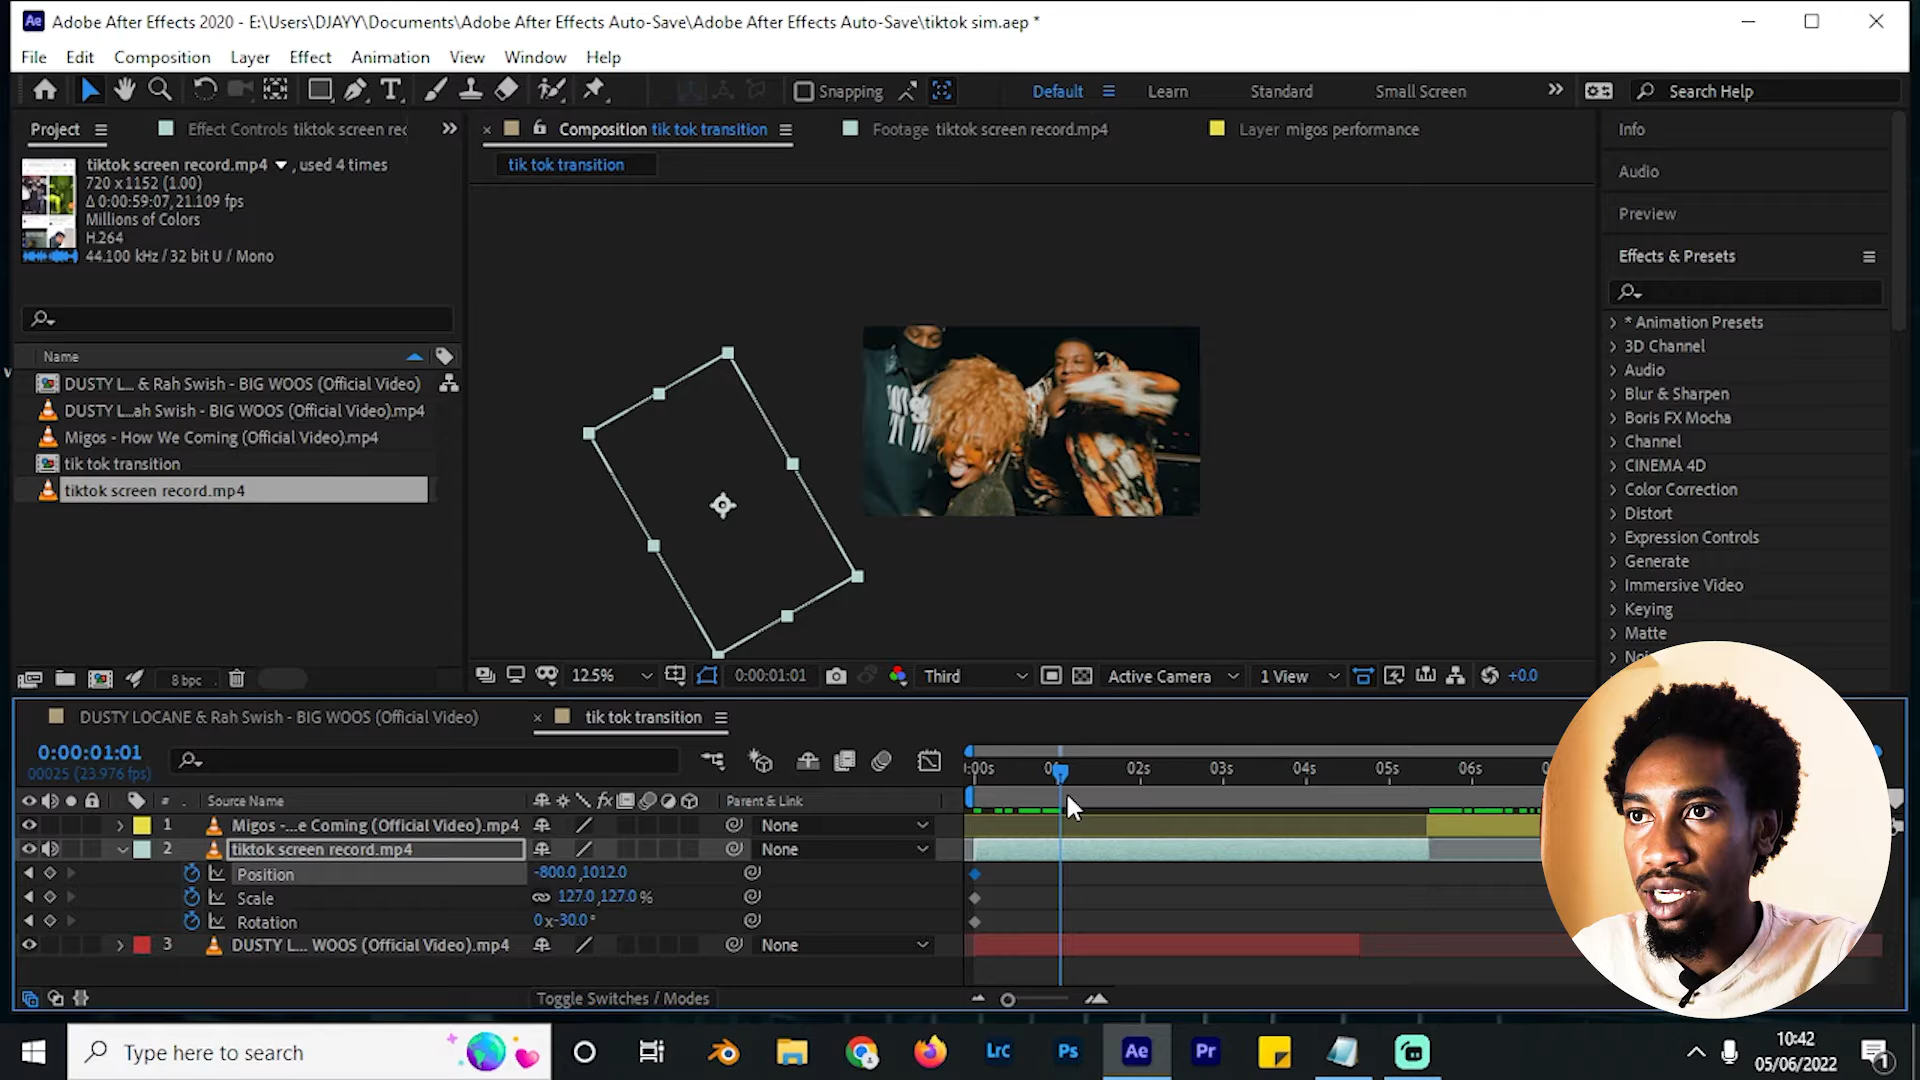 Adobe After Effects 2020 - E:\Users\DJAYY\Documents\Adobe After Effects Auto-Save\Adobe After Effects Auto-Save\tiktok sim.aep *
File Edit Composition Layer Effect Animation View Window Help
Snapping Default Learn Standard Small Screen Search Help
Project Effect Controls tiktok screen rec
Composition tik tok transition Footage tiktok screen record.mp4 Layer migos performance
tik tok transition
tiktok screen record.mp4 , used 4 times
720 x 1152 (1.00)
Δ 0:00:59:07, 21.109 fps
Millions of Colors
H.264
44.100 kHz / 32 bit U / Mono
Name
DUSTY L... & Rah Swish - BIG WOOS (Official Video)
DUSTY L...ah Swish - BIG WOOS (Official Video).mp4
Migos - How We Coming (Official Video).mp4
tik tok transition
tiktok screen record.mp4
8 bpc
12.5% 0:00:01:01 Third Active Camera 1 View +0.0
Info
Audio
Preview
Effects & Presets
* Animation Presets
3D Channel
Audio
Blur & Sharpen
Boris FX Mocha
Channel
CINEMA 4D
Color Correction
Distort
Expression Controls
Generate
Immersive Video
Keying
Matte
DUSTY LOCANE & Rah Swish - BIG WOOS (Official Video) tik tok transition
0:00:01:01
00025 (23.976 fps)
:00s 02s 03s 04s 05s 06s
# Source Name fx Parent & Link
1 Migos -...e Coming (Official Video).mp4 None
2 tiktok screen record.mp4 None
Position -800.0,1012.0
Scale 127.0,127.0 %
Rotation 0x-30.0°
3 DUSTY L... WOOS (Official Video).mp4 None
Toggle Switches / Modes
Type here to search LrC Ps Ae Pr
10:42
05/06/2022
1